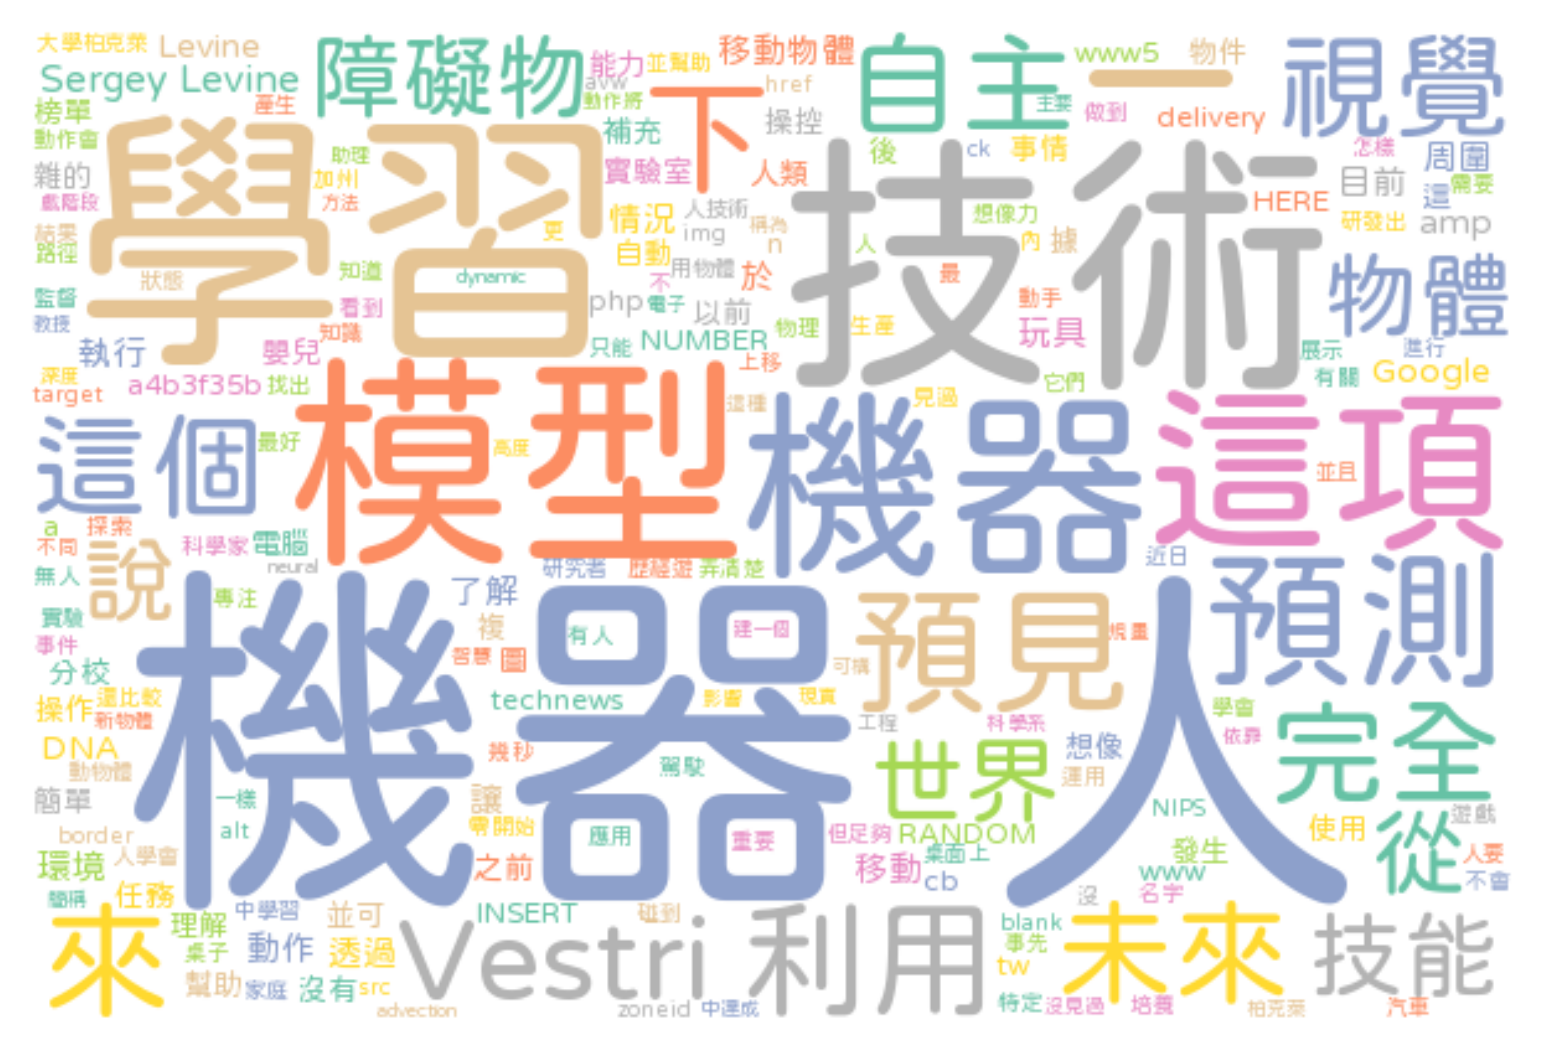 大學柏克萊
Levine
Sergey Levine
障礙物
能力
並幫助
移動物體
自主
一
www5
物件
視覺
avw
href
動作將
榜單
產生
下
主要
做到
delivery
動作會
學習
補充
操控
技術
後
ck
事情
怎樣
周圍
雜的
助理
加州
實驗室
人類
HERE
目前
這
需要
戲階段
方法
情況
人技術
稱為
想像力
研發出
amp
結果
路徑
更
img
n
人
內
據
自動
狀態
知道
dynamic
用物體
於
最
物體
不
監督
看到
php
電子
以前
動手
教授
知識
物理
生產
玩具
執行
嬰兒
只能
NUMBER
展示
進行
深度
上移
有關
Google
target
a4b3f35b
找出
模型
它們
這種
見過
機器
這項
這個
最好
高度
並且
a
探索
不同
科學家
電腦
說
neural
研究者
歷經遊
弄清楚
近日
無人
專注
了解
預見
預測
機器人
實驗
複
有人
建一個
規畫
事件
智慧
圖
分校
可構
操作
還比較
technews
影響
現實
學會
新物體
工程
科學系
依靠
完全
DNA
幾秒
世界
想像
動物體
駕駛
運用
簡單
一樣
讓
NIPS
遊戲
border
alt
零開始
應用
重要
但足夠
RANDOM
使用
從
環境
人學會
之前
移動
桌面上
發生
人要
cb
www
不會
簡稱
任務
沒
名字
來
理解
中學習
並可
Vestri
INSERT
碰到
利用
blank
未來
技能
桌子
動作
透過
事先
tw
幫助
家庭
沒有
src
特定
沒見過
培養
advection
zoneid
中達成
柏克萊
汽車